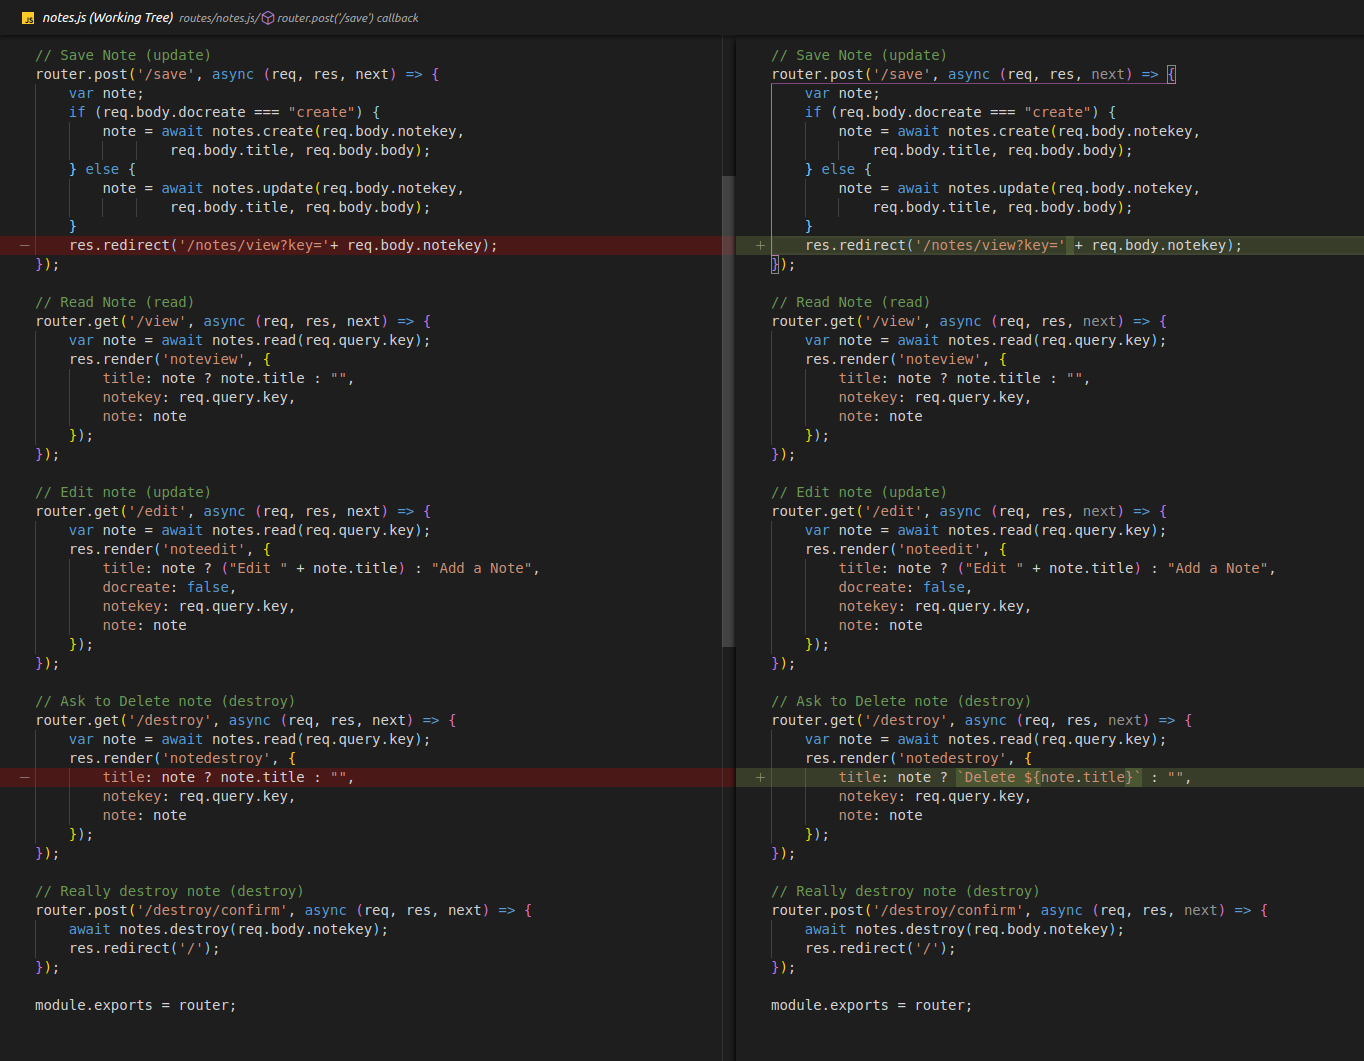 JS notes.js (Working Tree) routes/notes.js/ router.post('/save') callback
// Save Note (update)
router.post('/save', async (req, res, next) => {
    var note;
    if (req.body.docreate === "create") {
        note = await notes.create(req.body.notekey,
                req.body.title, req.body.body);
    } else {
        note = await notes.update(req.body.notekey,
                req.body.title, req.body.body);
    }
—    res.redirect('/notes/view?key='+ req.body.notekey);
});

// Read Note (read)
router.get('/view', async (req, res, next) => {
    var note = await notes.read(req.query.key);
    res.render('noteview', {
        title: note ? note.title : "",
        notekey: req.query.key,
        note: note
    });
});

// Edit note (update)
router.get('/edit', async (req, res, next) => {
    var note = await notes.read(req.query.key);
    res.render('noteedit', {
        title: note ? ("Edit " + note.title) : "Add a Note",
        docreate: false,
        notekey: req.query.key,
        note: note
    });
});

// Ask to Delete note (destroy)
router.get('/destroy', async (req, res, next) => {
    var note = await notes.read(req.query.key);
    res.render('notedestroy', {
—        title: note ? note.title : "",
        notekey: req.query.key,
        note: note
    });
});

// Really destroy note (destroy)
router.post('/destroy/confirm', async (req, res, next) => {
    await notes.destroy(req.body.notekey);
    res.redirect('/');
});

module.exports = router;
// Save Note (update)
router.post('/save', async (req, res, next) => {
    var note;
    if (req.body.docreate === "create") {
        note = await notes.create(req.body.notekey,
            req.body.title, req.body.body);
    } else {
        note = await notes.update(req.body.notekey,
            req.body.title, req.body.body);
    }
+    res.redirect('/notes/view?key=' + req.body.notekey);
});

// Read Note (read)
router.get('/view', async (req, res, next) => {
    var note = await notes.read(req.query.key);
    res.render('noteview', {
        title: note ? note.title : "",
        notekey: req.query.key,
        note: note
    });
});

// Edit note (update)
router.get('/edit', async (req, res, next) => {
    var note = await notes.read(req.query.key);
    res.render('noteedit', {
        title: note ? ("Edit " + note.title) : "Add a Note",
        docreate: false,
        notekey: req.query.key,
        note: note
    });
});

// Ask to Delete note (destroy)
router.get('/destroy', async (req, res, next) => {
    var note = await notes.read(req.query.key);
    res.render('notedestroy', {
+        title: note ? `Delete ${note.title}` : "",
        notekey: req.query.key,
        note: note
    });
});

// Really destroy note (destroy)
router.post('/destroy/confirm', async (req, res, next) => {
    await notes.destroy(req.body.notekey);
    res.redirect('/');
});

module.exports = router;